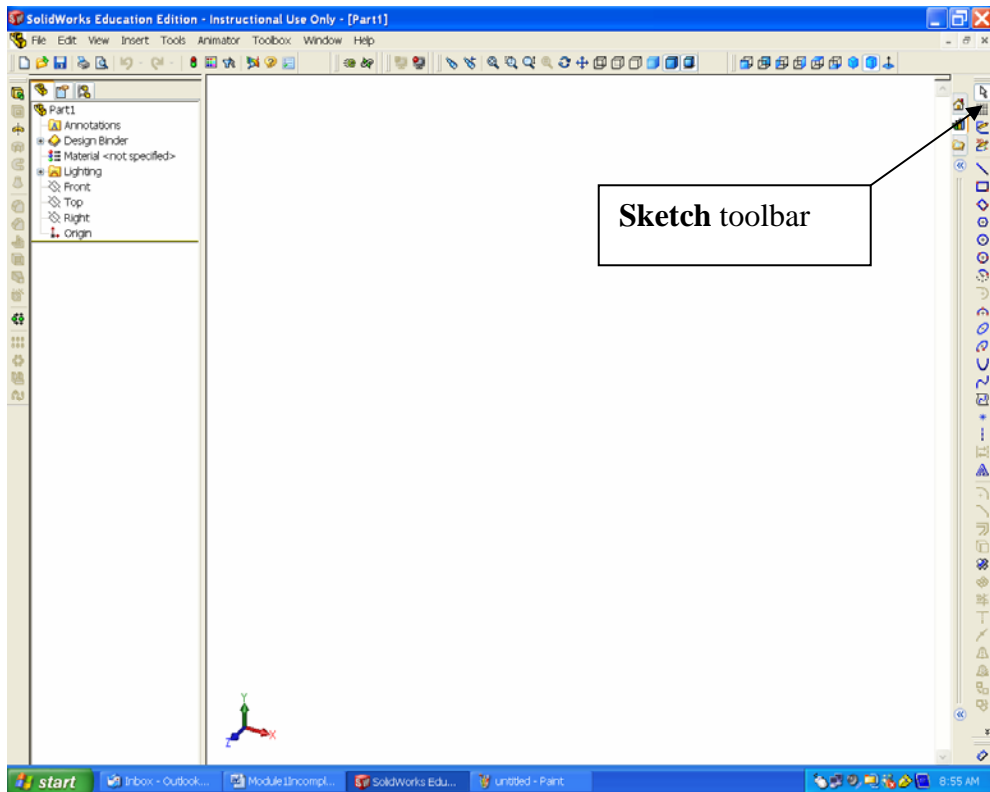 SolidWorks Education Edition - Instructional Use Only - [Part1]
File Edit View Insert Tools Animator Toolbox Window Help
Part1
Annotations
Design Binder
Material <not specified>
Lighting
Front
Top
Right
Origin
Sketch toolbar
Y
X
Z
start Inbox - Outlook... Module1Incompl... SolidWorks Edu... untitled - Paint 8:55 AM